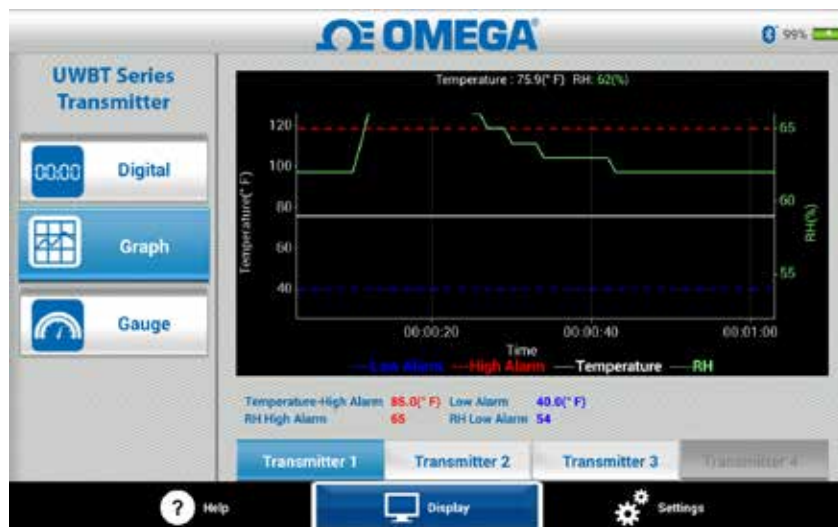 OMEGA
99%
UWBT Series
Transmitter
00:00 Digital
Graph
Gauge
Temperature : 75.9(° F) RH: 62(%)
120
100
80
60
40
Temperature(° F)
65
60
55
RH(%)
00:00:20 00:00:40 00:01:00
Time
---Low Alarm ---High Alarm —Temperature —RH
Temperature-High Alarm 85.0(° F) Low Alarm 40.0(° F)
RH High Alarm 65 RH Low Alarm 54
Transmitter 1 Transmitter 2 Transmitter 3 Transmitter 4
? Help Display Settings